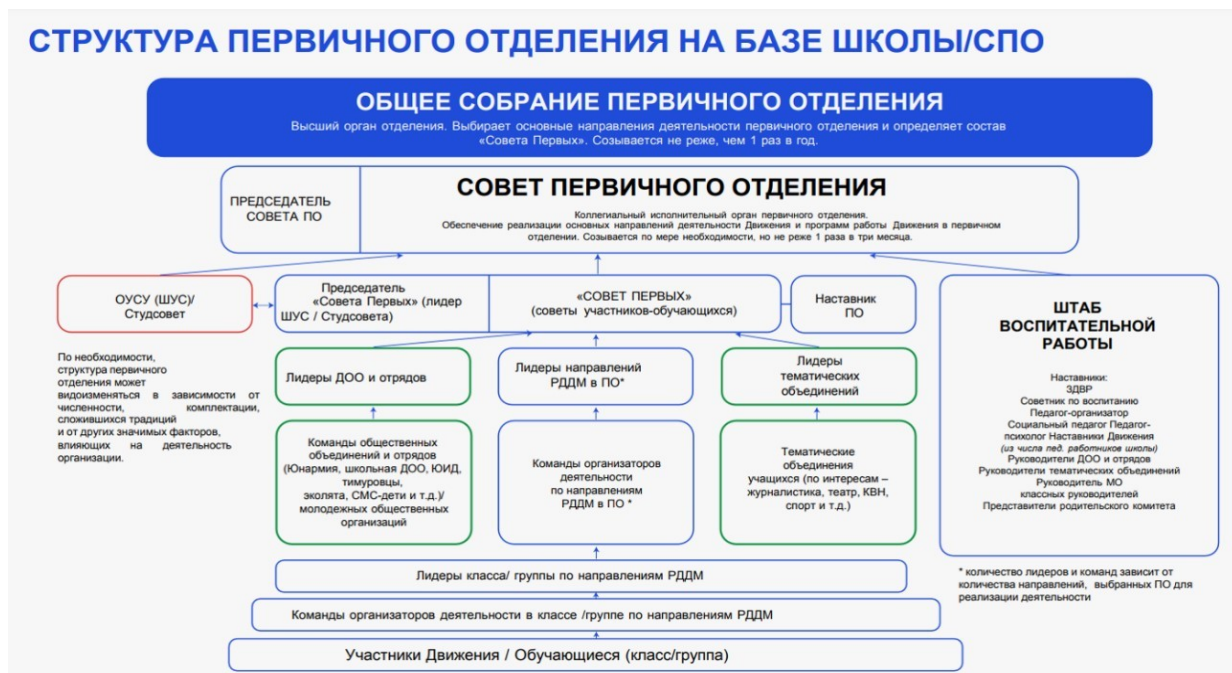 СТРУКТУРА ПЕРВИЧНОГО ОТДЕЛЕНИЯ НА БАЗЕ ШКОЛЫ/СПО
ОБЩЕЕ СОБРАНИЕ ПЕРВИЧНОГО ОТДЕЛЕНИЯ
Высший орган отделения. Выбирает основные направления деятельности первичного отделения и определяет состав
«Совета Первых». Созывается не реже, чем 1 раз в год.
ПРЕДСЕДАТЕЛЬ
СОВЕТА ПО
СОВЕТ ПЕРВИЧНОГО ОТДЕЛЕНИЯ
Коллегиальный исполнительный орган первичного отделения.
Обеспечение реализации основных направлений деятельности Движения и программ работы Движения в первичном
отделении. Созывается по мере необходимости, но не реже 1 раза в три месяца.
ОУСУ (ШУС)/
Студсовет
Председатель
«Совета Первых» (лидер
ШУС / Студсовета)
«СОВЕТ ПЕРВЫХ»
(советы участников-обучающихся)
Наставник
ПО
По необходимости,
структура первичного
отделения может
видоизменяться в зависимости от
численности, комплектации,
сложившихся традиций
и от других значимых факторов,
влияющих на деятельность
организации.
Лидеры ДОО и отрядов
Лидеры направлений
РДДМ в ПО*
Лидеры
тематических
объединений
Команды общественных
объединений и отрядов
(Юнармия, школьная ДОО, ЮИД,
тимуровцы,
эколята, СМС-дети и т.д.)/
молодежных общественных
организаций
Команды организаторов
деятельности
по направлениям
РДДМ в ПО *
Тематические
объединения
учащихся (по интересам –
журналистика, театр, КВН,
спорт и т.д.)
ШТАБ
ВОСПИТАТЕЛЬНОЙ
РАБОТЫ
Наставники:
ЗДВР
Советник по воспитанию
Педагог-организатор
Социальный педагог Педагог-
психолог Наставники Движения
(из числа пед. работников школы)
Руководители ДОО и отрядов
Руководители тематических объединений
Руководитель МО
классных руководителей
Представители родительского комитета
* количество лидеров и команд зависит от
количества направлений, выбранных ПО для
реализации деятельности
Лидеры класса/ группы по направлениям РДДМ
Команды организаторов деятельности в классе /группе по направлениям РДДМ
Участники Движения / Обучающиеся (класс/группа)